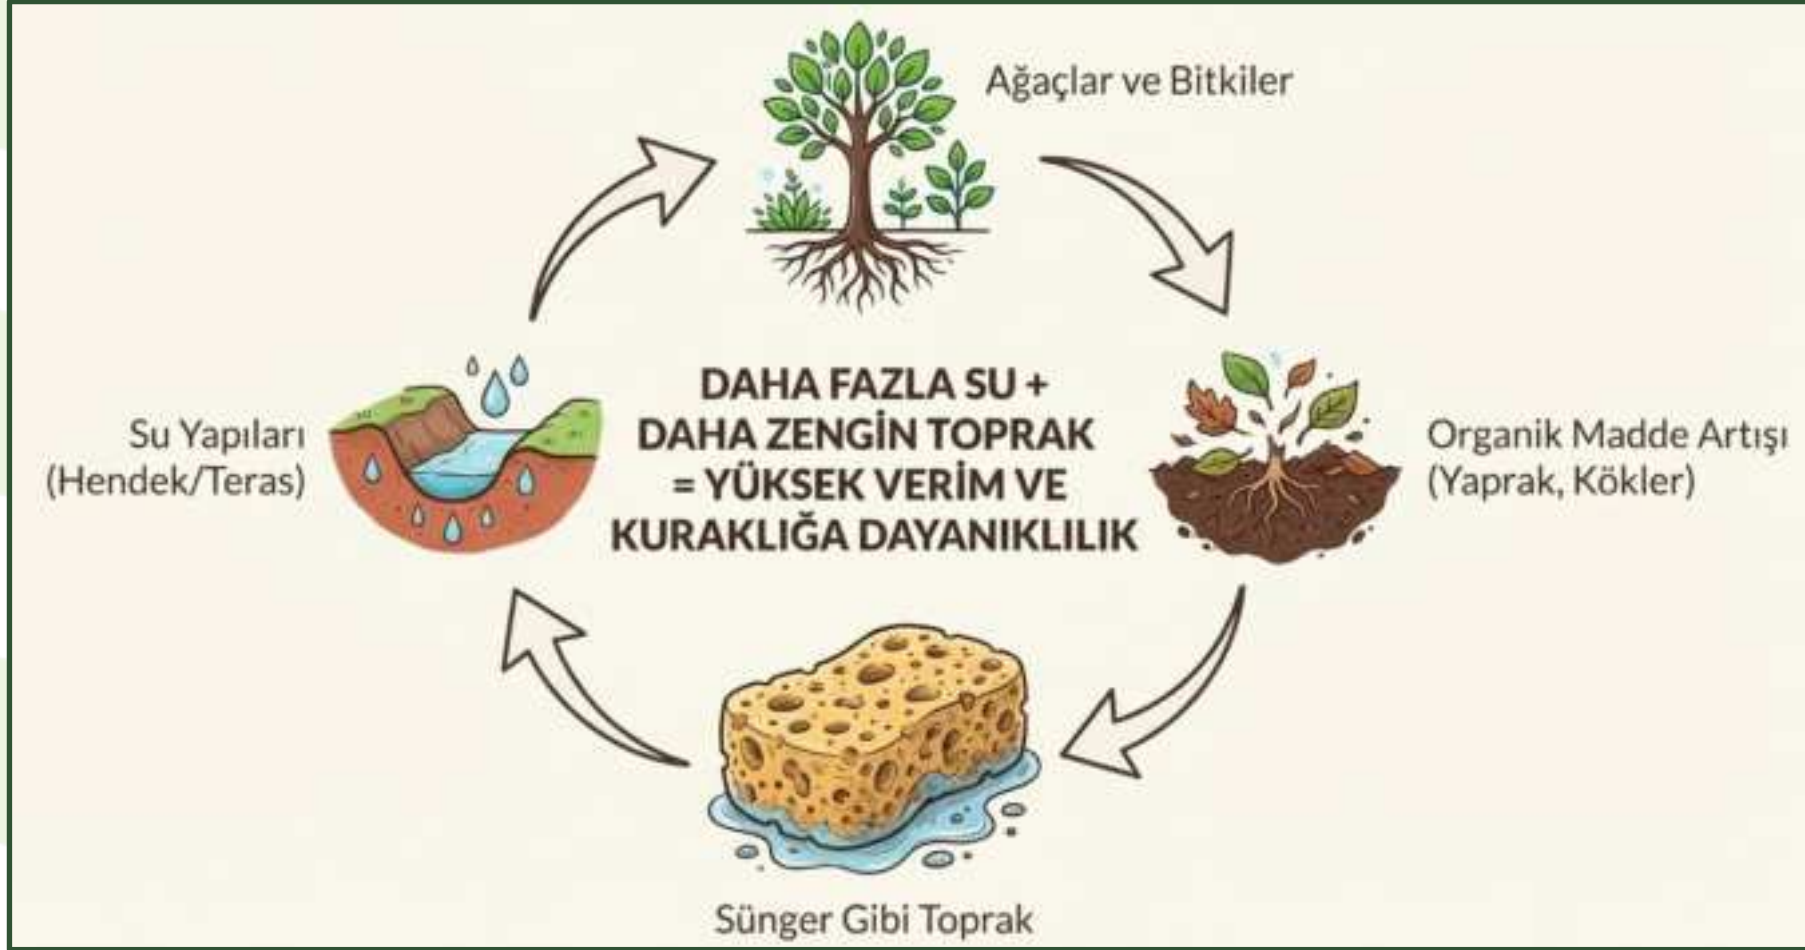 Ağaçlar ve Bitkiler
DAHA FAZLA SU +
DAHA ZENGİN TOPRAK
= YÜKSEK VERİM VE
KURAKLIĞA DAYANIKLILIK
Su Yapıları
(Hendek/Teras)
Organik Madde Artışı
(Yaprak, Kökler)
Sünger Gibi Toprak